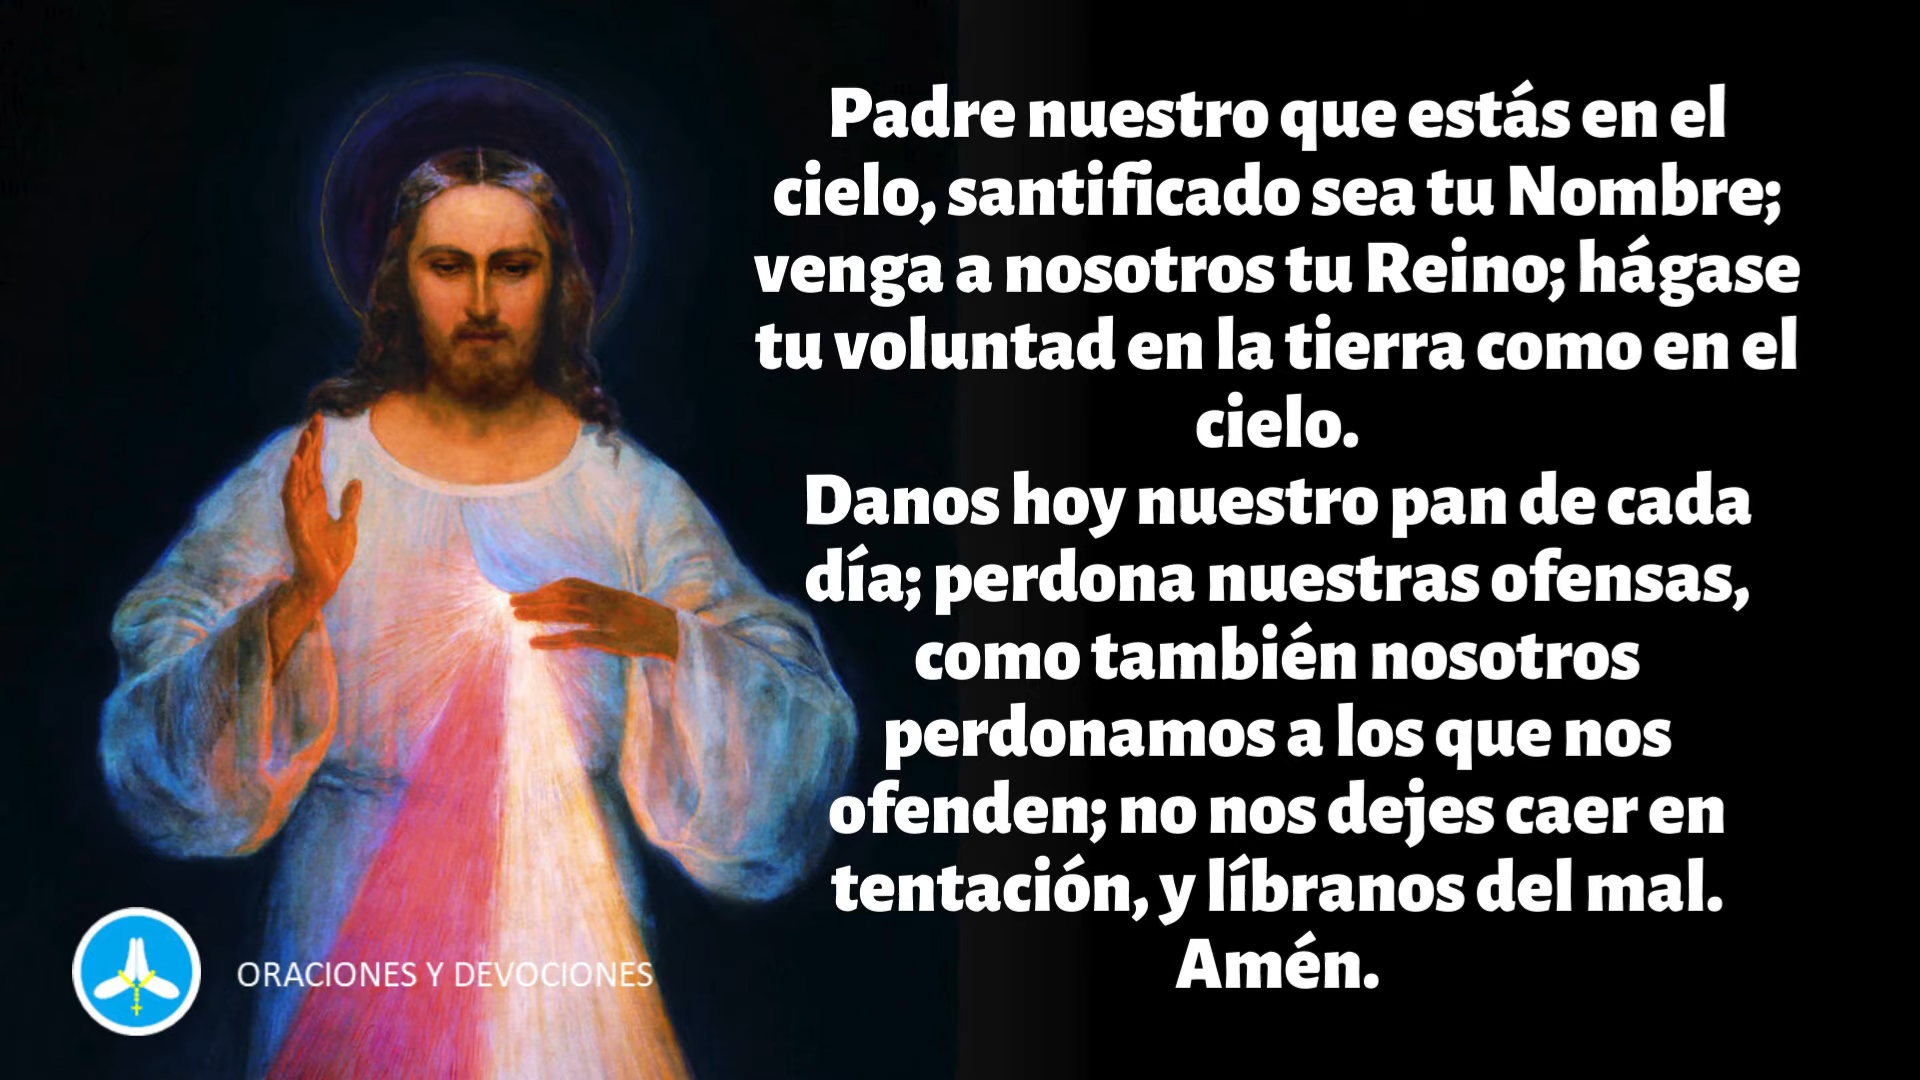 Padre nuestro que estás en el
cielo, santificado sea tu Nombre;
venga a nosotros tu Reino; hágase
tu voluntad en la tierra como en el
cielo.
Danos hoy nuestro pan de cada
día; perdona nuestras ofensas,
como también nosotros
perdonamos a los que nos
ofenden; no nos dejes caer en
tentación, y líbranos del mal.
Amén.
ORACIONES Y DEVOCIONES